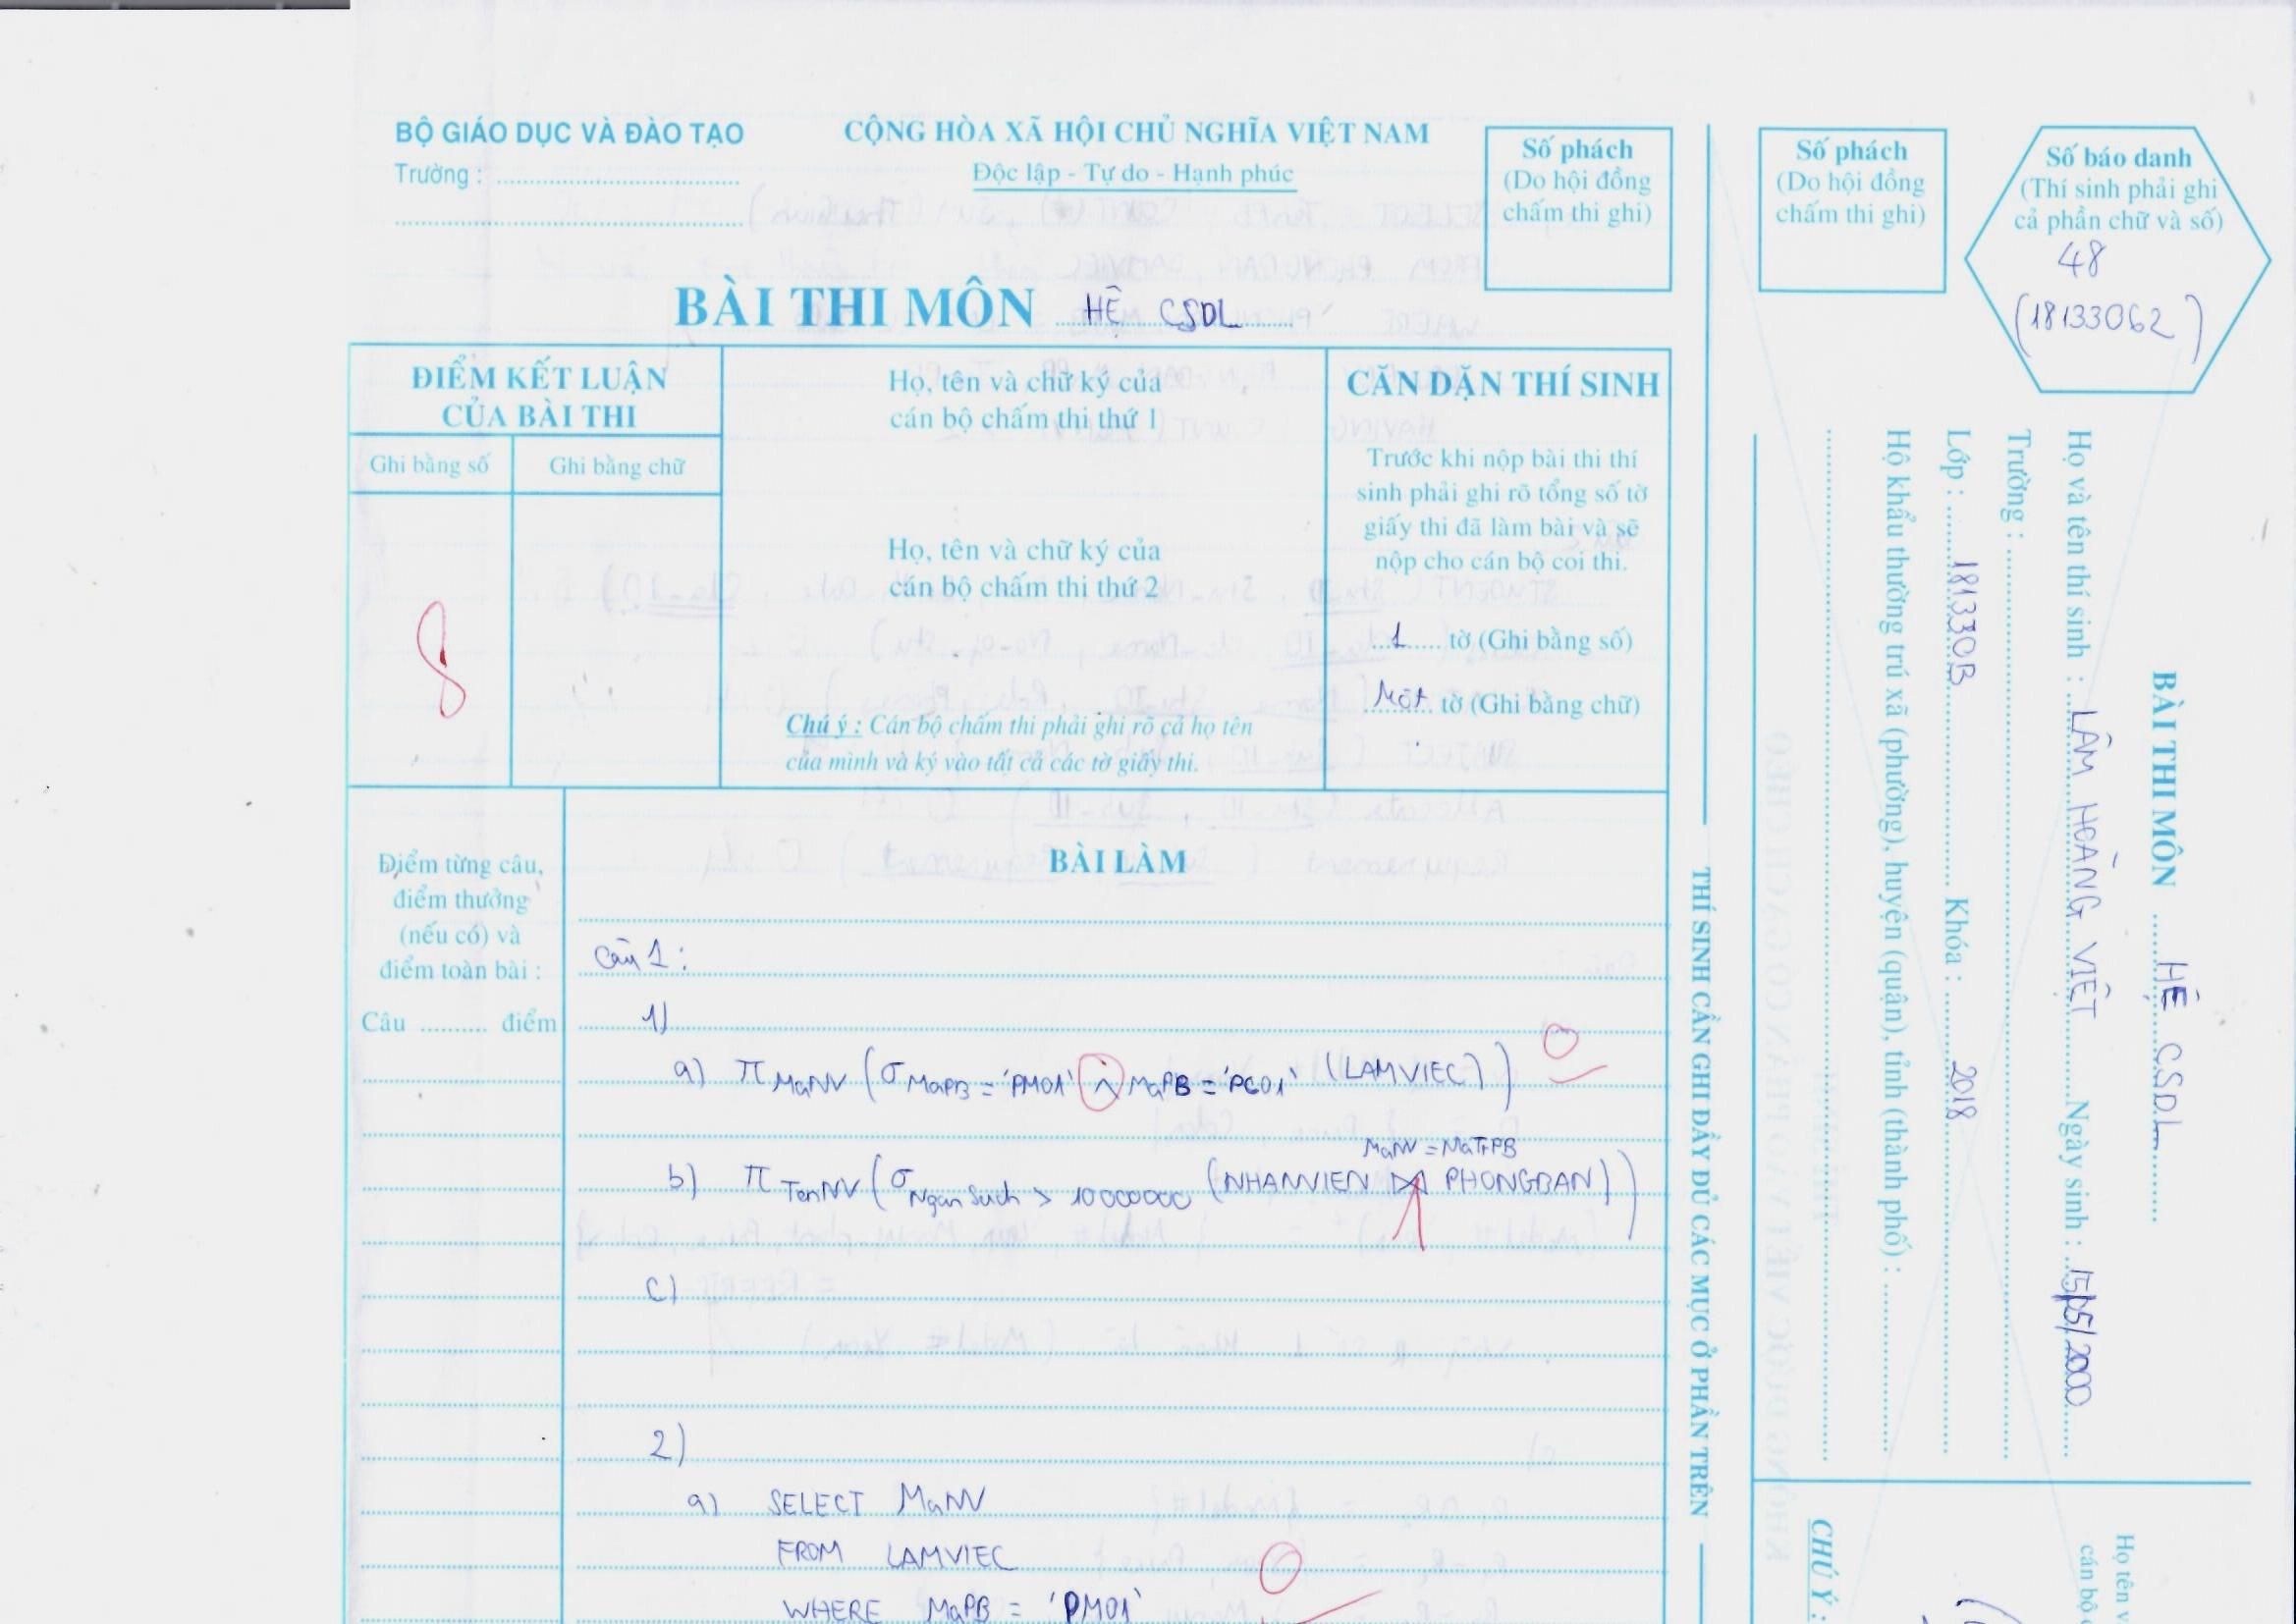 BỘ GIÁO DỤC VÀ ĐÀO TẠO
Trường :
CỘNG HÒA XÃ HỘI CHỦ NGHĨA VIỆT NAM
Độc lập - Tự do - Hạnh phúc
BÀI THI MÔN HỆ CSDL
Số phách
(Do hội đồng
chấm thi ghi)
ĐIỂM KẾT LUẬN
CỦA BÀI THI
Ghi bằng số
Ghi bằng chữ
8
Họ, tên và chữ ký của
cán bộ chấm thi thứ 1
Họ, tên và chữ ký của
cán bộ chấm thi thứ 2
Chú ý : Cán bộ chấm thi phải ghi rõ cả họ tên
của mình và ký vào tất cả các tờ giấy thi.
CĂN DẶN THÍ SINH
Trước khi nộp bài thi thí
sinh phải ghi rõ tổng số tờ
giấy thi đã làm bài và sẽ
nộp cho cán bộ coi thi.
1 tờ (Ghi bằng số)
Một tờ (Ghi bằng chữ)
Điểm từng câu,
điểm thưởng
(nếu có) và
điểm toàn bài :
Câu .......... điểm
BÀI LÀM
Câu 1:
1)
a) π MaNV (σ MaPB = 'PM01' ∧ MaPB = 'PC01' (LAMVIEC))
0
MaNV = MaTrPB
b) π TenNV (σ NganSach > 10000000 (NHANVIEN ⋈ PHONGBAN))
c)
2)
a) SELECT MaNV
FROM LAMVIEC
WHERE MaPB = 'PM01'
0
THÍ SINH CẦN GHI ĐẦY ĐỦ CÁC MỤC Ở PHẦN TRÊN
Số phách
(Do hội đồng
chấm thi ghi)
Số báo danh
(Thí sinh phải ghi
cả phần chữ và số)
48
(18133062)
BÀI THI MÔN HỆ CSDL
Họ và tên thí sinh : LÂM HOÀNG VIỆT Ngày sinh : 15/05/2000
Trường :
Lớp : 181330B Khóa : 2018
Hộ khẩu thường trú xã (phường), huyện (quận), tỉnh (thành phố) :
Họ tên v
cán bộ
CHÚ Ý :